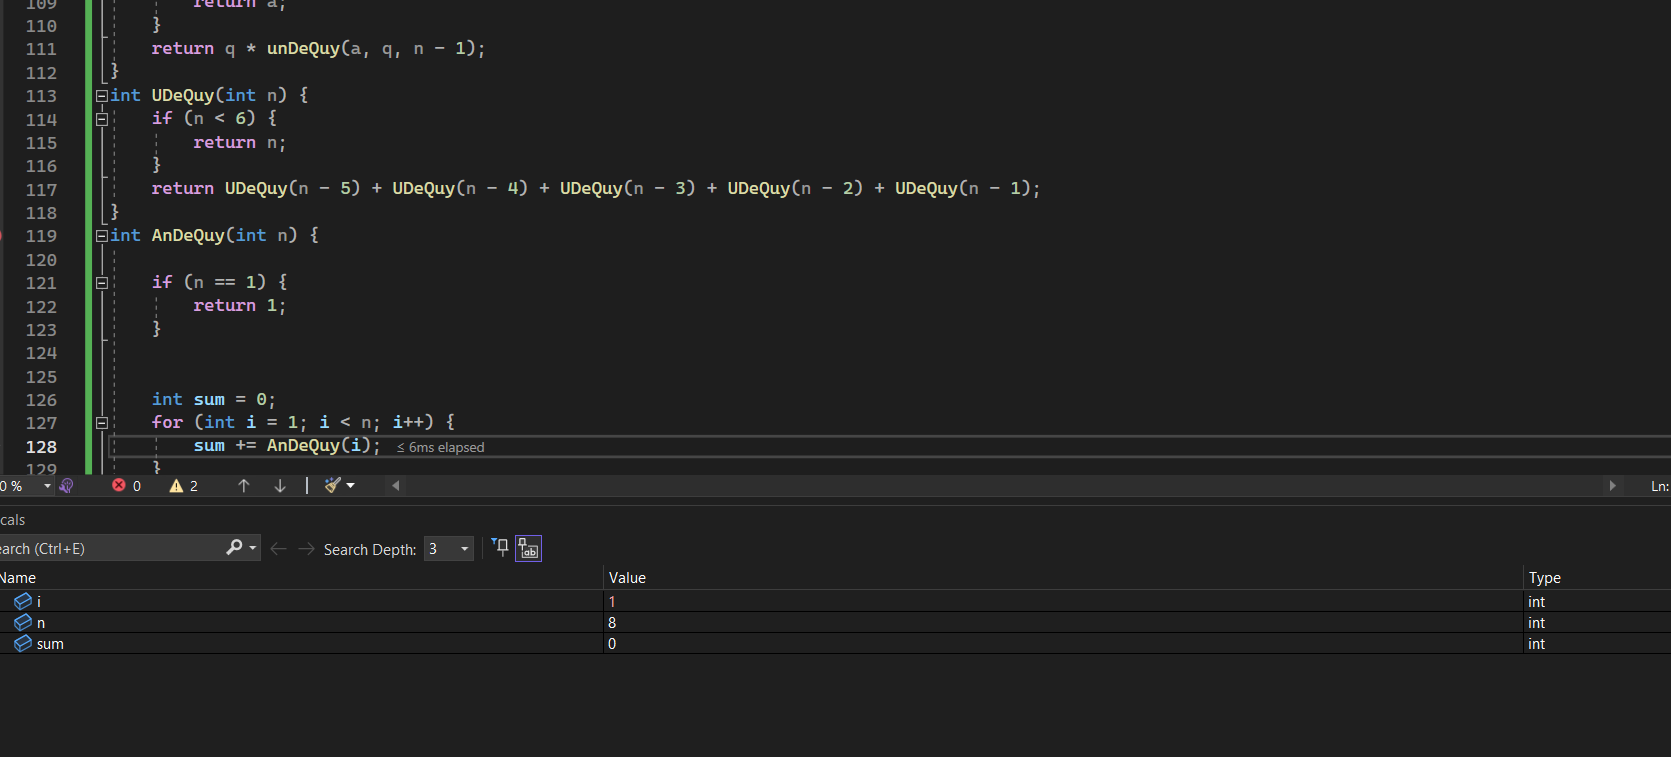 109 return a;
110 }
111 return q * unDeQuy(a, q, n - 1);
112 }
113 int UDeQuy(int n) {
114 if (n < 6) {
115 return n;
116 }
117 return UDeQuy(n - 5) + UDeQuy(n - 4) + UDeQuy(n - 3) + UDeQuy(n - 2) + UDeQuy(n - 1);
118 }
119 int AnDeQuy(int n) {
120
121 if (n == 1) {
122 return 1;
123 }
124
125
126 int sum = 0;
127 for (int i = 1; i < n; i++) {
128 sum += AnDeQuy(i); ≤ 6ms elapsed
129 }
0 % 0 2 Ln:
cals
earch (Ctrl+E) Search Depth: 3
Name Value Type
i 1 int
n 8 int
sum 0 int